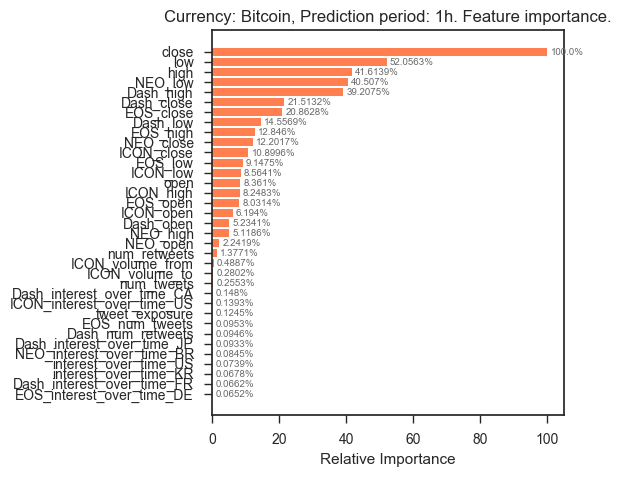 Currency: Bitcoin, Prediction period: 1h. Feature importance.
close 100.0%
low 52.0563%
high 41.6139%
NEO_low 40.507%
Dash_high 39.2075%
Dash_close 21.5132%
EOS_close 20.8628%
Dash_low 14.5569%
EOS_high 12.846%
NEO_close 12.2017%
ICON_close 10.8996%
EOS_low 9.1475%
ICON_low 8.5641%
open 8.361%
ICON_high 8.2483%
EOS_open 8.0314%
ICON_open 6.194%
Dash_open 5.2341%
NEO_high 5.1186%
NEO_open 2.2419%
num_retweets 1.3771%
ICON_volume_from 0.4887%
ICON_volume_to 0.2802%
num_tweets 0.2553%
Dash_interest_over_time_CA 0.148%
ICON_interest_over_time_US 0.1393%
tweet_exposure 0.1245%
EOS_num_tweets 0.0953%
Dash_num_retweets 0.0946%
Dash_interest_over_time_JP 0.0933%
NEO_interest_over_time_BR 0.0845%
interest_over_time_US 0.0739%
interest_over_time_KR 0.0678%
Dash_interest_over_time_FR 0.0662%
EOS_interest_over_time_DE 0.0652%
0 20 40 60 80 100
Relative Importance